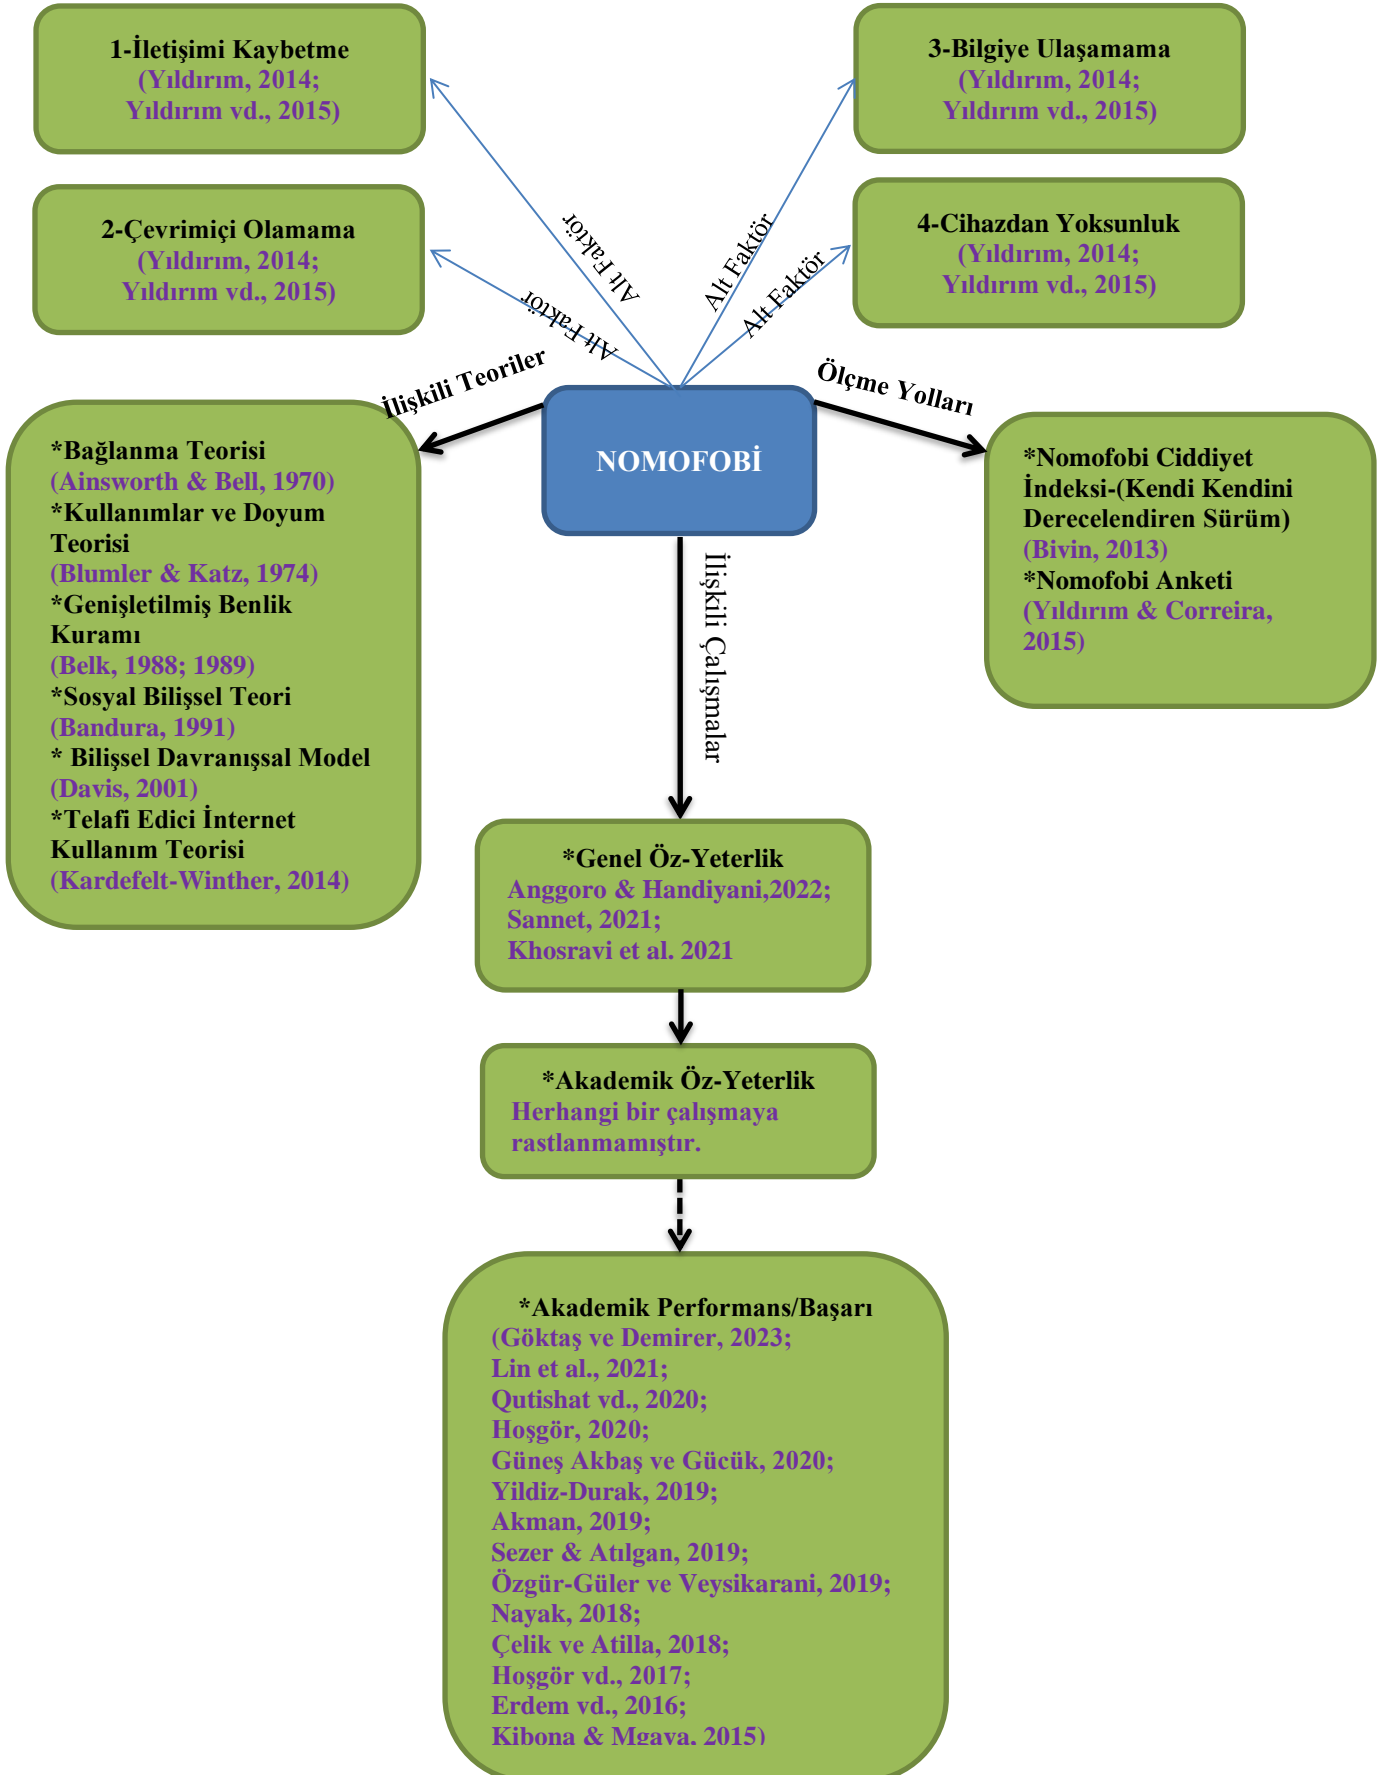 1-İletişimi Kaybetme
(Yıldırım, 2014;
Yıldırım vd., 2015)
3-Bilgiye Ulaşamama
(Yıldırım, 2014;
Yıldırım vd., 2015)
2-Çevrimiçi Olamama
(Yıldırım, 2014;
Yıldırım vd., 2015)
4-Cihazdan Yoksunluk
(Yıldırım, 2014;
Yıldırım vd., 2015)
Alt Faktör
Alt Faktör
Alt Faktör
Alt Faktör
İlişkili Teoriler
Ölçme Yolları
NOMOFOBİ
*Bağlanma Teorisi
(Ainsworth & Bell, 1970)
*Kullanımlar ve Doyum
Teorisi
(Blumler & Katz, 1974)
*Genişletilmiş Benlik
Kuramı
(Belk, 1988; 1989)
*Sosyal Bilişsel Teori
(Bandura, 1991)
* Bilişsel Davranışsal Model
(Davis, 2001)
*Telafi Edici İnternet
Kullanım Teorisi
(Kardefelt-Winther, 2014)
*Nomofobi Ciddiyet
İndeksi-(Kendi Kendini
Derecelendiren Sürüm)
(Bivin, 2013)
*Nomofobi Anketi
(Yıldırım & Correira,
2015)
İlişkili Çalışmalar
*Genel Öz-Yeterlik
Anggoro & Handiyani,2022;
Sannet, 2021;
Khosravi et al. 2021
*Akademik Öz-Yeterlik
Herhangi bir çalışmaya
rastlanmamıştır.
*Akademik Performans/Başarı
(Göktaş ve Demirer, 2023;
Lin et al., 2021;
Qutishat vd., 2020;
Hoşgör, 2020;
Güneş Akbaş ve Gücük, 2020;
Yildiz-Durak, 2019;
Akman, 2019;
Sezer & Atılgan, 2019;
Özgür-Güler ve Veysikarani, 2019;
Nayak, 2018;
Çelik ve Atilla, 2018;
Hoşgör vd., 2017;
Erdem vd., 2016;
Kibona & Mgaya, 2015)